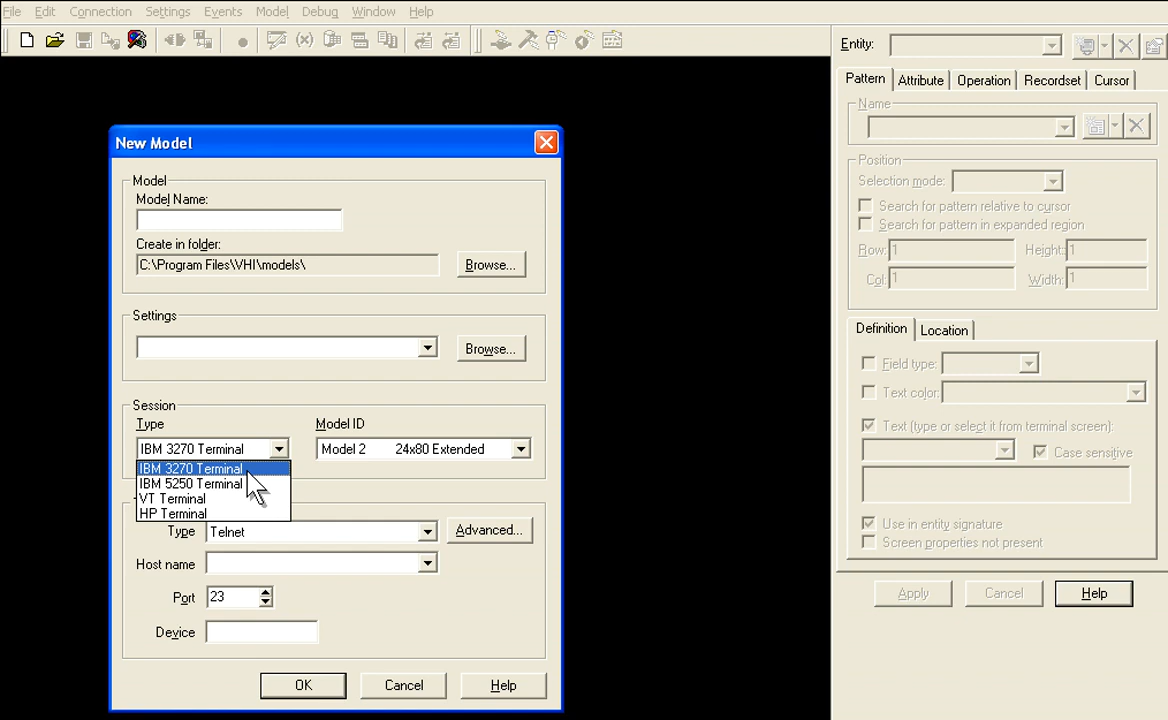 File Edit Connection Settings Events Model Debug Window Help
Entity:
Pattern Attribute Operation Recordset Cursor
Name
Position
Selection mode:
Search for pattern relative to cursor
Search for pattern in expanded region
Row: 1 Height: 1
Col: 1 Width: 1
Definition Location
Field type:
Text color:
Text (type or select it from terminal screen):
Case sensitive
Use in entity signature
Screen properties not present
Apply Cancel Help
New Model
Model
Model Name:
Create in folder:
C:\Program Files\VHI\models\ Browse...
Settings
Browse...
Session
Type Model ID
IBM 3270 Terminal Model 2 24x80 Extended
IBM 3270 Terminal
IBM 5250 Terminal
VT Terminal
HP Terminal
Type Telnet Advanced...
Host name
Port 23
Device
OK Cancel Help